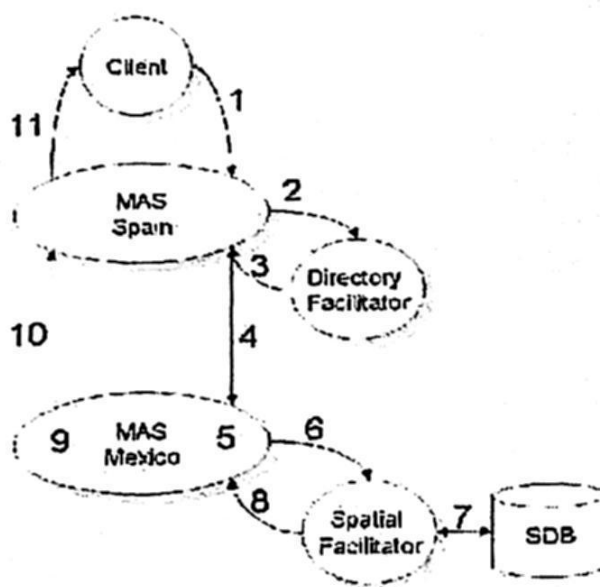 Client
1
11
MAS
Spain
2
3
Directory
Facilitator
10
4
9
MAS
Mexico
5
6
8
Spatial
Facilitator
7
SDB